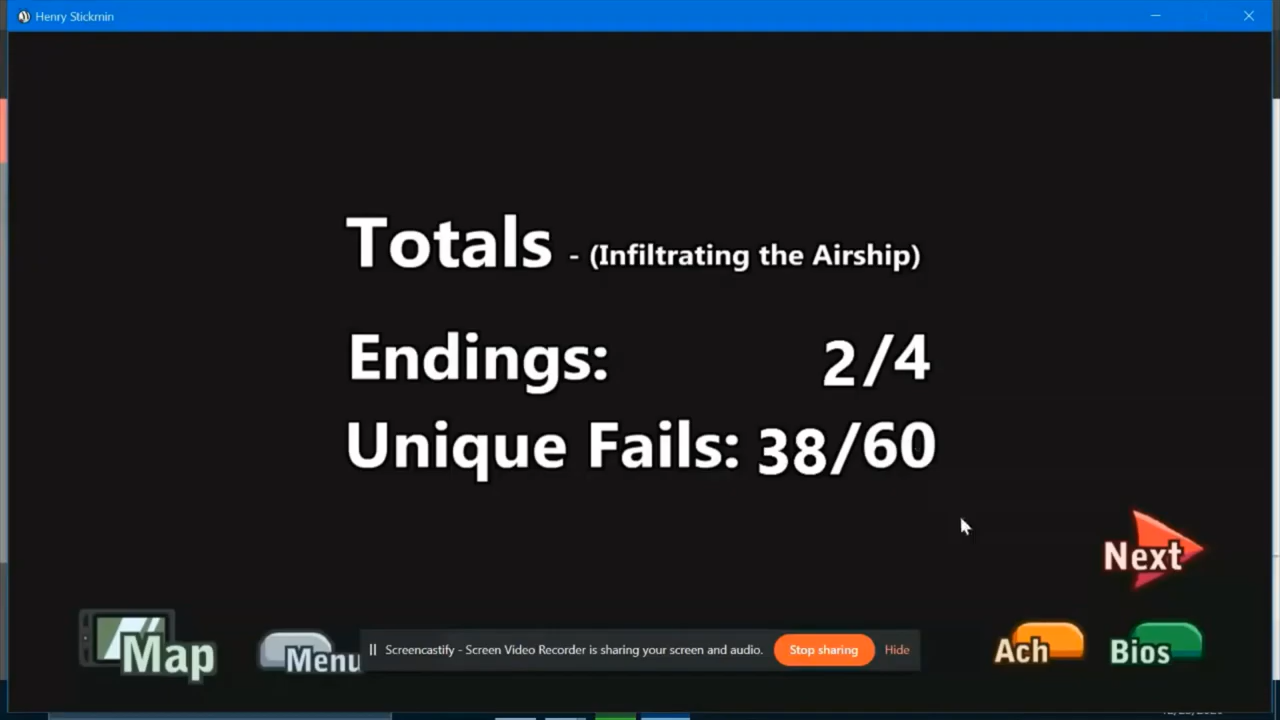 Henry Stickmin
Totals - (Infiltrating the Airship)
Endings: 2/4
Unique Fails: 38/60
Next
Map
Menu
Screencastify - Screen Video Recorder is sharing your screen and audio.
Stop sharing
Hide
Ach
Bios